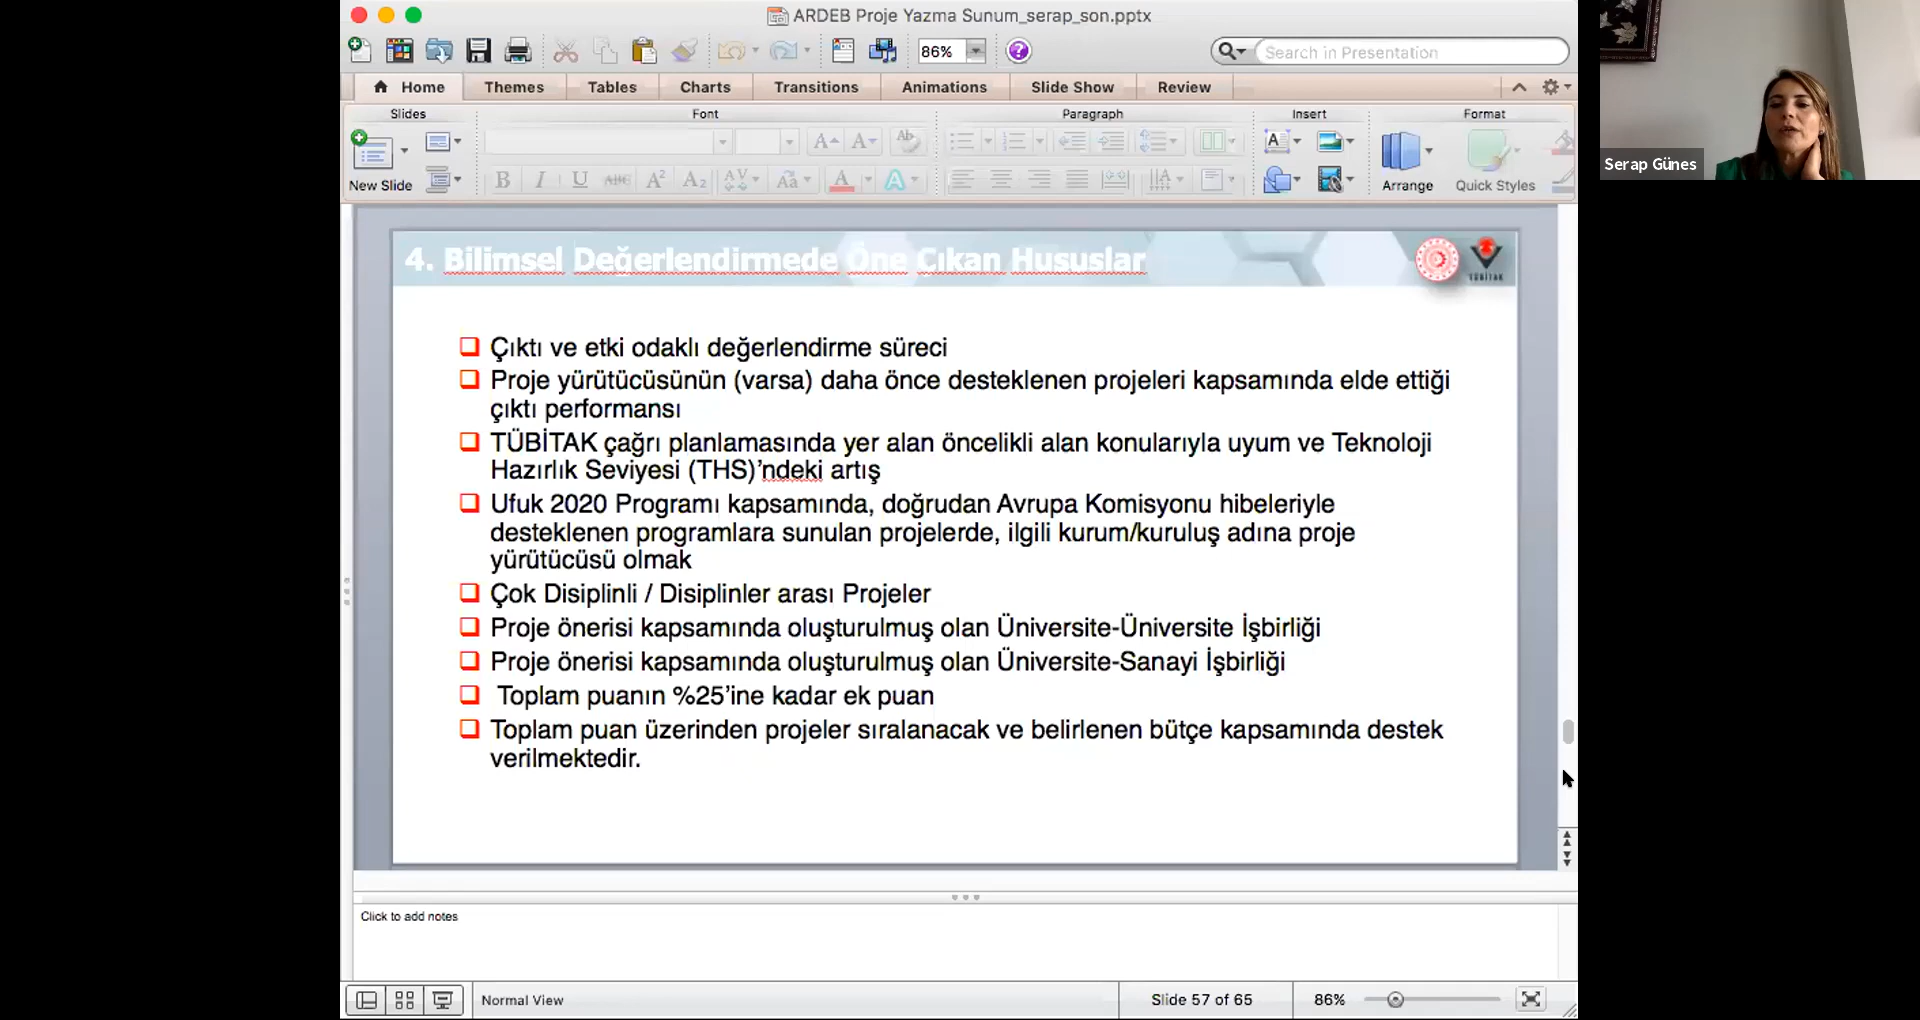 ARDEB Proje Yazma Sunum_serap_son.pptx
86%
Search in Presentation
Home
Themes
Tables
Charts
Transitions
Animations
Slide Show
Review
Slides
Font
Paragraph
Insert
Format
New Slide
Arrange
Quick Styles
Serap Günes
4. Bilimsel Değerlendirmede Öne Çıkan Hususlar
TÜBİTAK
Çıktı ve etki odaklı değerlendirme süreci
Proje yürütücüsünün (varsa) daha önce desteklenen projeleri kapsamında elde ettiği
çıktı performansı
TÜBİTAK çağrı planlamasında yer alan öncelikli alan konularıyla uyum ve Teknoloji
Hazırlık Seviyesi (THS)’ndeki artış
Ufuk 2020 Programı kapsamında, doğrudan Avrupa Komisyonu hibeleriyle
desteklenen programlara sunulan projelerde, ilgili kurum/kuruluş adına proje
yürütücüsü olmak
Çok Disiplinli / Disiplinler arası Projeler
Proje önerisi kapsamında oluşturulmuş olan Üniversite-Üniversite İşbirliği
Proje önerisi kapsamında oluşturulmuş olan Üniversite-Sanayi İşbirliği
Toplam puanın %25’ine kadar ek puan
Toplam puan üzerinden projeler sıralanacak ve belirlenen bütçe kapsamında destek
verilmektedir.
Click to add notes
Normal View
Slide 57 of 65
86%